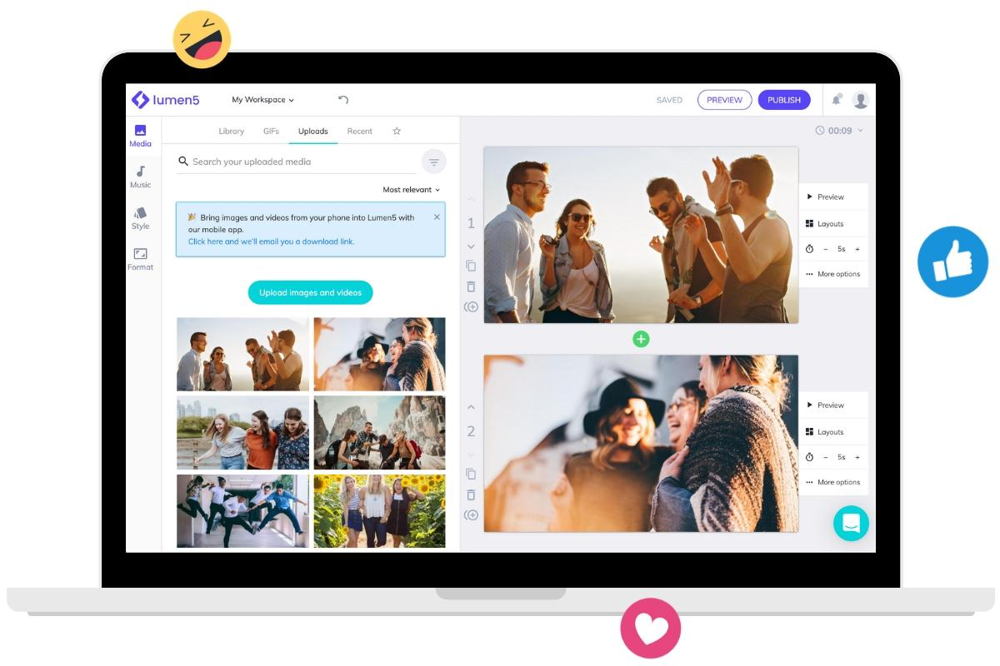 lumen5
My Workspace
SAVED
PREVIEW
PUBLISH
Media
Music
Style
Format
Library
GIFs
Uploads
Recent
Search your uploaded media
Most relevant
Bring images and videos from your phone into Lumen5 with
our mobile app.
Click here and we'll email you a download link.
Upload images and videos
00:09
1
Preview
Layouts
– 5s +
More options
2
Preview
Layouts
– 5s +
More options